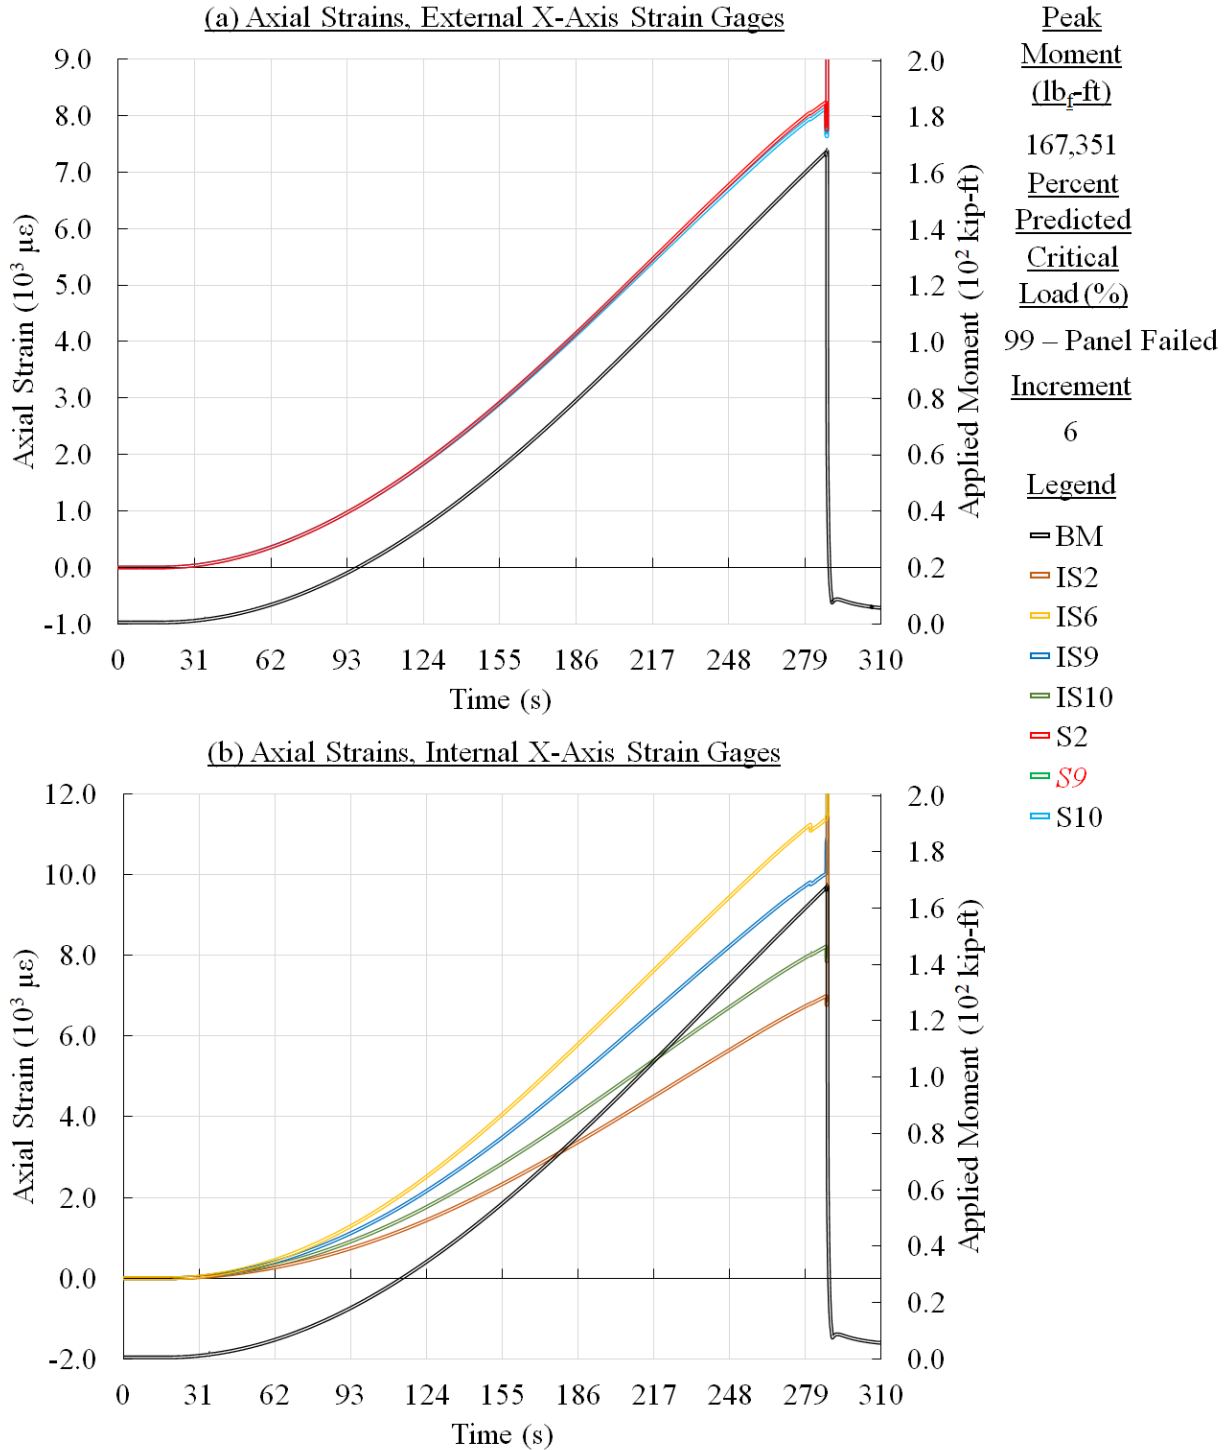 (a) Axial Strains, External X-Axis Strain Gages
9.0
8.0
7.0
6.0
5.0
4.0
3.0
2.0
1.0
0.0
-1.0
Axial Strain (10³ µε)
2.0
1.8
1.6
1.4
1.2
1.0
0.8
0.6
0.4
0.2
0.0
Applied Moment (10² kip-ft)
0 31 62 93 124 155 186 217 248 279 310
Time (s)
(b) Axial Strains, Internal X-Axis Strain Gages
12.0
10.0
8.0
6.0
4.0
2.0
0.0
-2.0
Axial Strain (10³ µε)
2.0
1.8
1.6
1.4
1.2
1.0
0.8
0.6
0.4
0.2
0.0
Applied Moment (10² kip-ft)
0 31 62 93 124 155 186 217 248 279 310
Time (s)
Peak
Moment
(lbf-ft)
167,351
Percent
Predicted
Critical
Load (%)
99 – Panel Failed
Increment
6
Legend
BM
IS2
IS6
IS9
IS10
S2
S9
S10